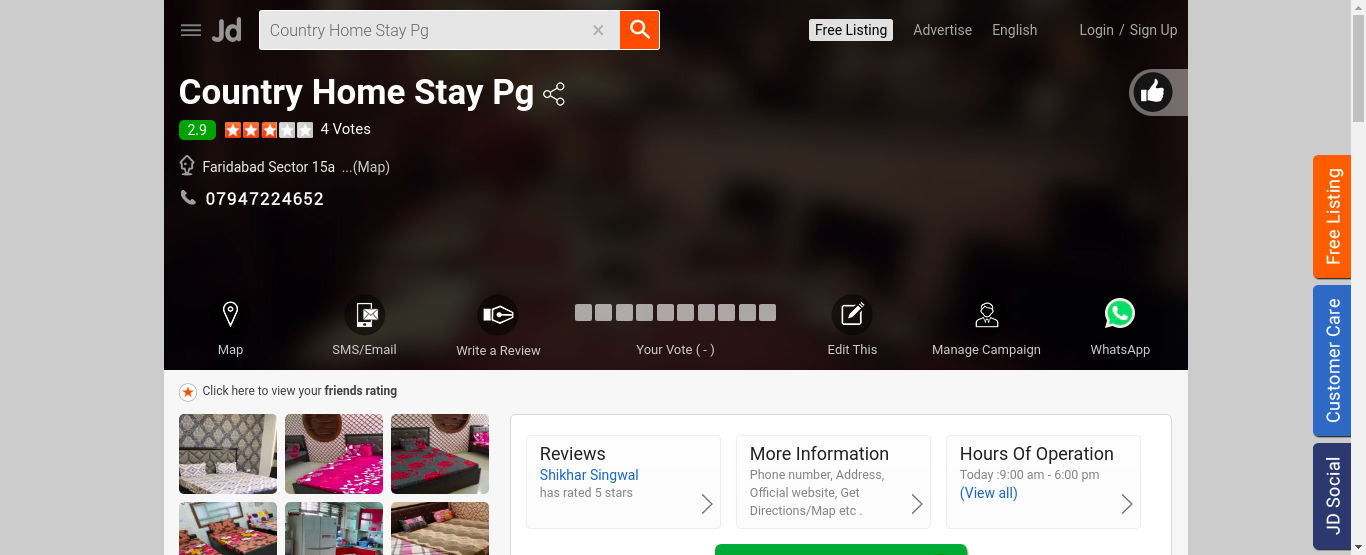 Jd
Country Home Stay Pg
Free Listing
Advertise
English
Login / Sign Up
Country Home Stay Pg
2.9
4 Votes
Faridabad Sector 15a ...(Map)
07947224652
Map
SMS/Email
Write a Review
Your Vote ( - )
Edit This
Manage Campaign
WhatsApp
Click here to view your friends rating
Reviews
Shikhar Singwal
has rated 5 stars
More Information
Phone number, Address,
Official website, Get
Directions/Map etc .
Hours Of Operation
Today :9:00 am - 6:00 pm
(View all)
Free Listing
Customer Care
JD Social